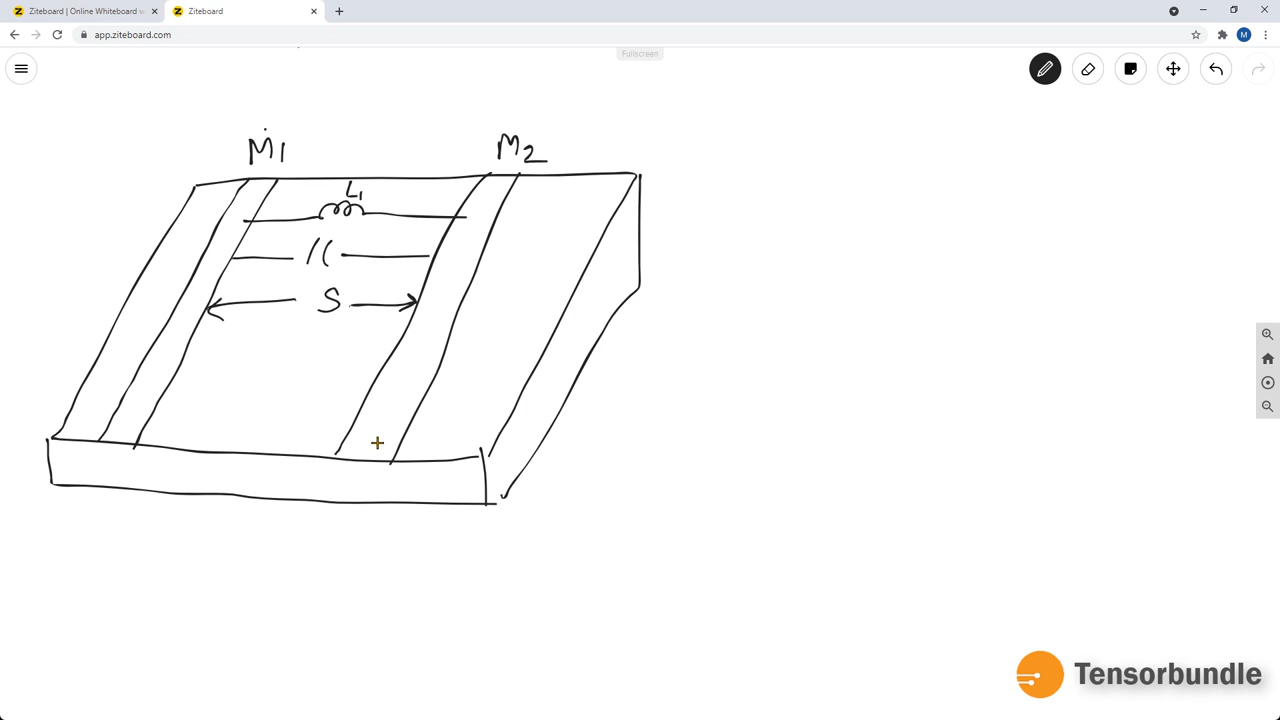 Ziteboard | Online Whiteboard w
Ziteboard
app.ziteboard.com
M
Fullscreen
M1
M2
L1
S
Tensorbundle